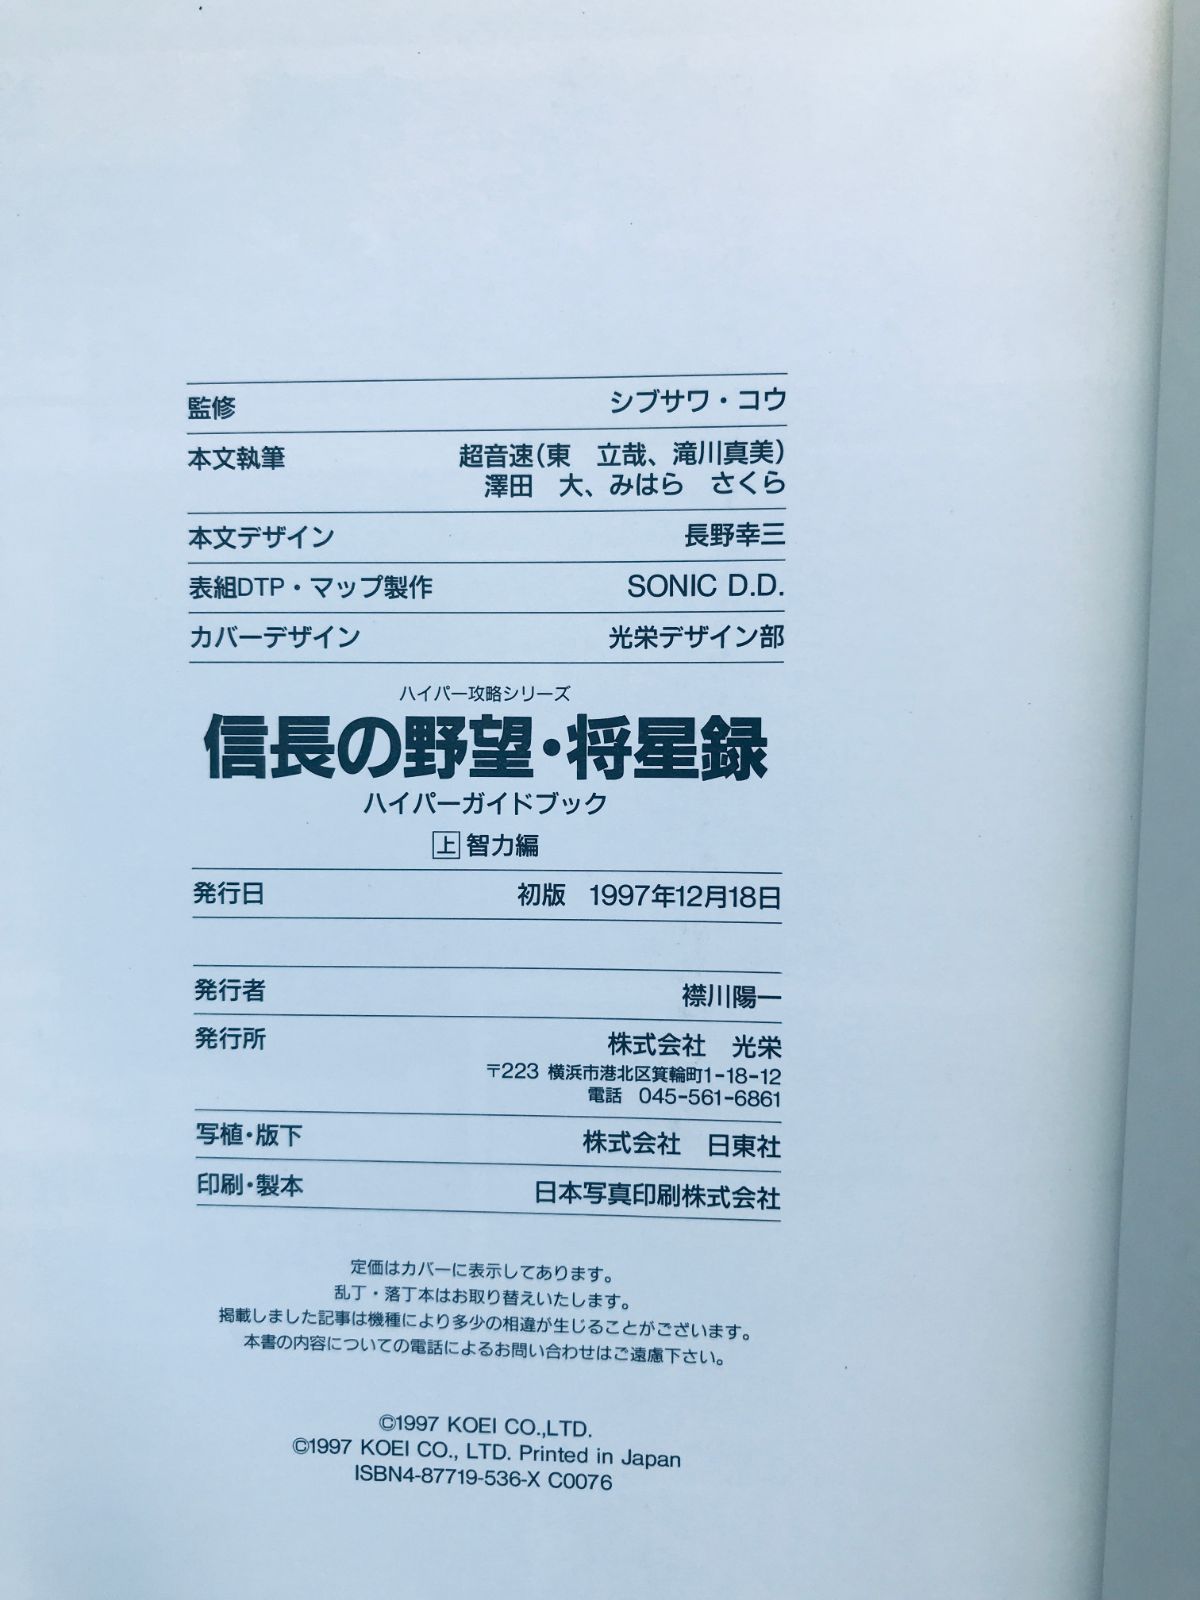 監修 シブサワ・コウ
本文執筆 超音速(東 立哉、滝川真美)
澤田 大、みはら さくら
本文デザイン 長野幸三
表組DTP・マップ製作 SONIC D.D.
カバーデザイン 光栄デザイン部
ハイパー攻略シリーズ
信長の野望・将星録
ハイパーガイドブック
上 智力編
発行日 初版 1997年12月18日
発行者 襟川陽一
発行所 株式会社 光栄
〒223 横浜市港北区箕輪町1-18-12
電話 045-561-6861
写植・版下 株式会社 日東社
印刷・製本 日本写真印刷株式会社
定価はカバーに表示してあります。
乱丁・落丁本はお取り替えいたします。
掲載しました記事は機種により多少の相違が生じることがございます。
本書の内容についての電話によるお問い合わせはご遠慮下さい。
©1997 KOEI CO.,LTD.
©1997 KOEI CO., LTD. Printed in Japan
ISBN4-87719-536-X C0076